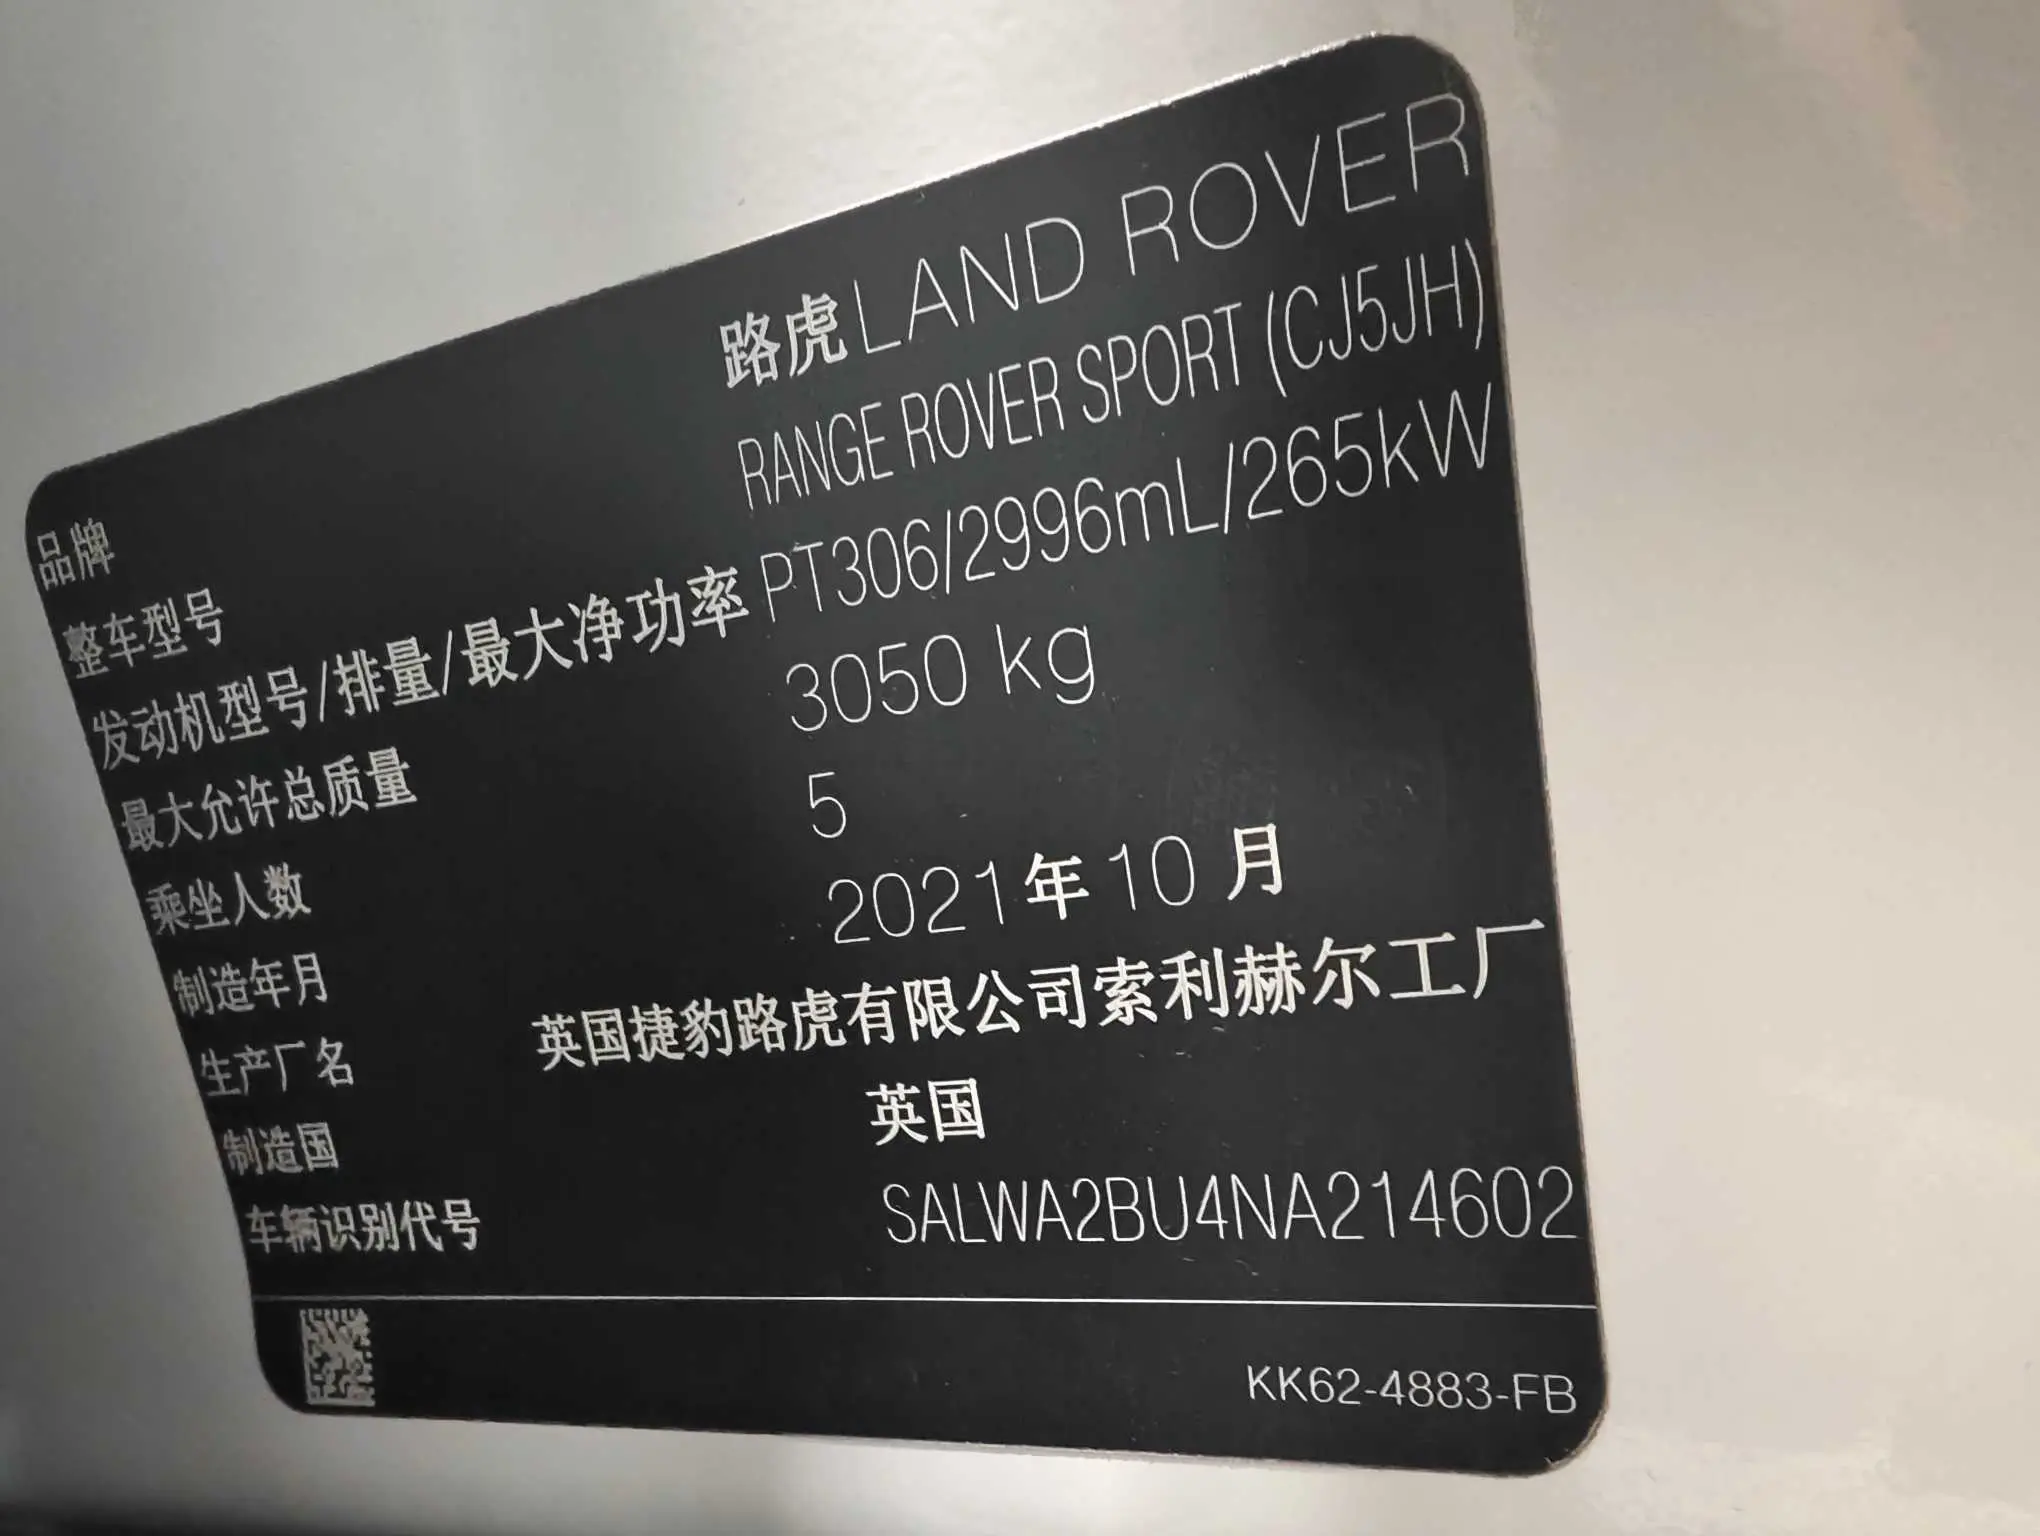 品牌 路虎LAND ROVER
整车型号 RANGE ROVER SPORT (CJ5JH)
发动机型号/排量/最大净功率 PT306/2996mL/265kW
最大允许总质量 3050 kg
乘坐人数 5
制造年月 2021年10月
生产厂名 英国捷豹路虎有限公司索利赫尔工厂
制造国 英国
车辆识别代号 SALWA2BU4NA214602
KK62-4883-FB